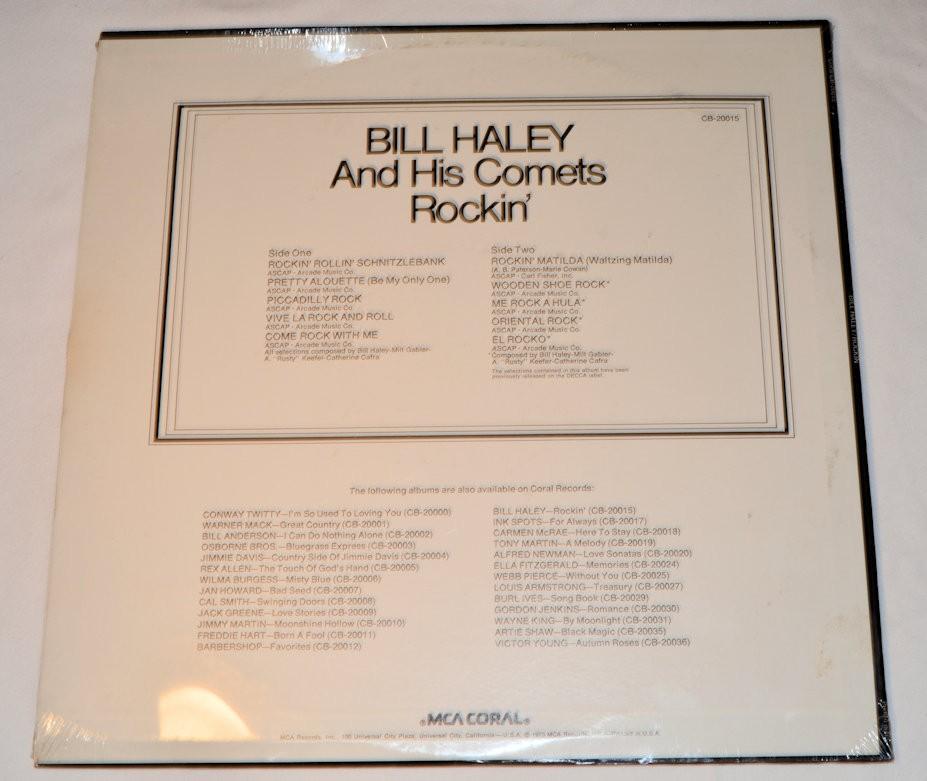 CB-20015
BILL HALEY
And His Comets
Rockin'
Side One
ROCKIN' ROLLIN' SCHNITZLEBANK
ASCAP - Arcade Music Co.
PRETTY ALOUETTE (Be My Only One)
ASCAP - Arcade Music Co.
PICCADILLY ROCK
ASCAP - Arcade Music Co.
VIVE LA ROCK AND ROLL
ASCAP - Arcade Music Co.
COME ROCK WITH ME
ASCAP - Arcade Music Co.
All selections composed by Bill Haley-Milt Gabler-
A. "Rusty" Keefer-Catherine Cafra
Side Two
ROCKIN' MATILDA (Waltzing Matilda)
(A. B. Paterson-Marie Cowan)
ASCAP - Carl Fisher, Inc.
WOODEN SHOE ROCK*
ASCAP - Arcade Music Co.
ME ROCK A HULA*
ASCAP - Arcade Music Co.
ORIENTAL ROCK*
ASCAP - Arcade Music Co.
EL ROCKO*
ASCAP - Arcade Music Co.
*Composed by Bill Haley-Milt Gabler-
A. "Rusty" Keefer-Catherine Cafra
The selections contained in this album have been
previously released on the DECCA label.
The following albums are also available on Coral Records:
CONWAY TWITTY—I'm So Used To Loving You (CB-20000)
WARNER MACK—Great Country (CB-20001)
BILL ANDERSON—I Can Do Nothing Alone (CB-20002)
OSBORNE BROS.—Bluegrass Express (CB-20003)
JIMMIE DAVIS—Country Side Of Jimmie Davis (CB-20004)
REX ALLEN—The Touch Of God's Hand (CB-20005)
WILMA BURGESS—Misty Blue (CB-20006)
JAN HOWARD—Bad Seed (CB-20007)
CAL SMITH—Swinging Doors (CB-20008)
JACK GREENE—Love Stories (CB-20009)
JIMMY MARTIN—Moonshine Hollow (CB-20010)
FREDDIE HART—Born A Fool (CB-20011)
BARBERSHOP—Favorites (CB-20012)
BILL HALEY—Rockin' (CB-20015)
INK SPOTS—For Always (CB-20017)
CARMEN McRAE—Here To Stay (CB-20018)
TONY MARTIN—A Melody (CB-20019)
ALFRED NEWMAN—Love Sonatas (CB-20020)
ELLA FITZGERALD—Memories (CB-20024)
WEBB PIERCE—Without You (CB-20025)
LOUIS ARMSTRONG—Treasury (CB-20027)
BURL IVES—Song Book (CB-20029)
GORDON JENKINS—Romance (CB-20030)
WAYNE KING—By Moonlight (CB-20031)
ARTIE SHAW—Black Magic (CB-20035)
VICTOR YOUNG—Autumn Roses (CB-20036)
MCA CORAL
MCA Records, Inc., 100 Universal City Plaza, Universal City, California—U.S.A. © 1973 MCA Records, Inc. U.S.A.
BILL HALEY / ROCKIN'